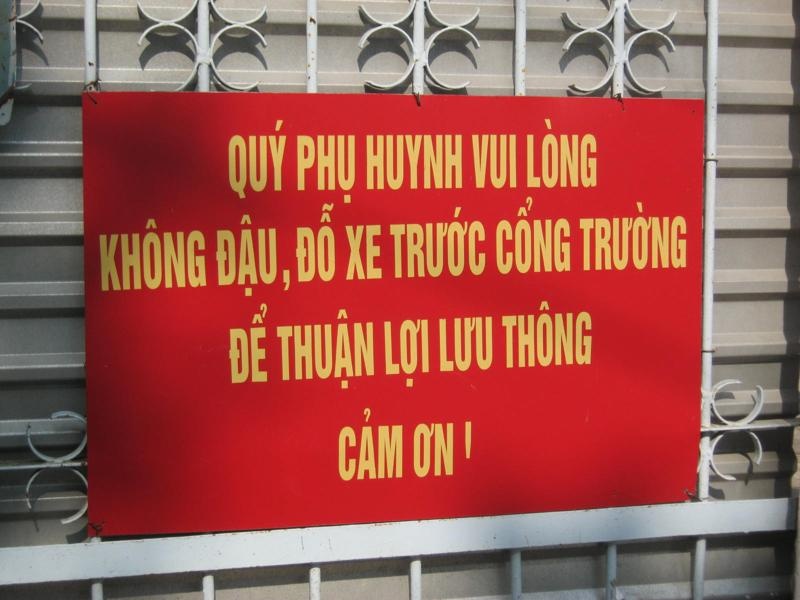 QUÝ PHỤ HUYNH VUI LÒNG
KHÔNG ĐẬU, ĐỖ XE TRƯỚC CỔNG TRƯỜNG
ĐỂ THUẬN LỢI LƯU THÔNG
CẢM ƠN !